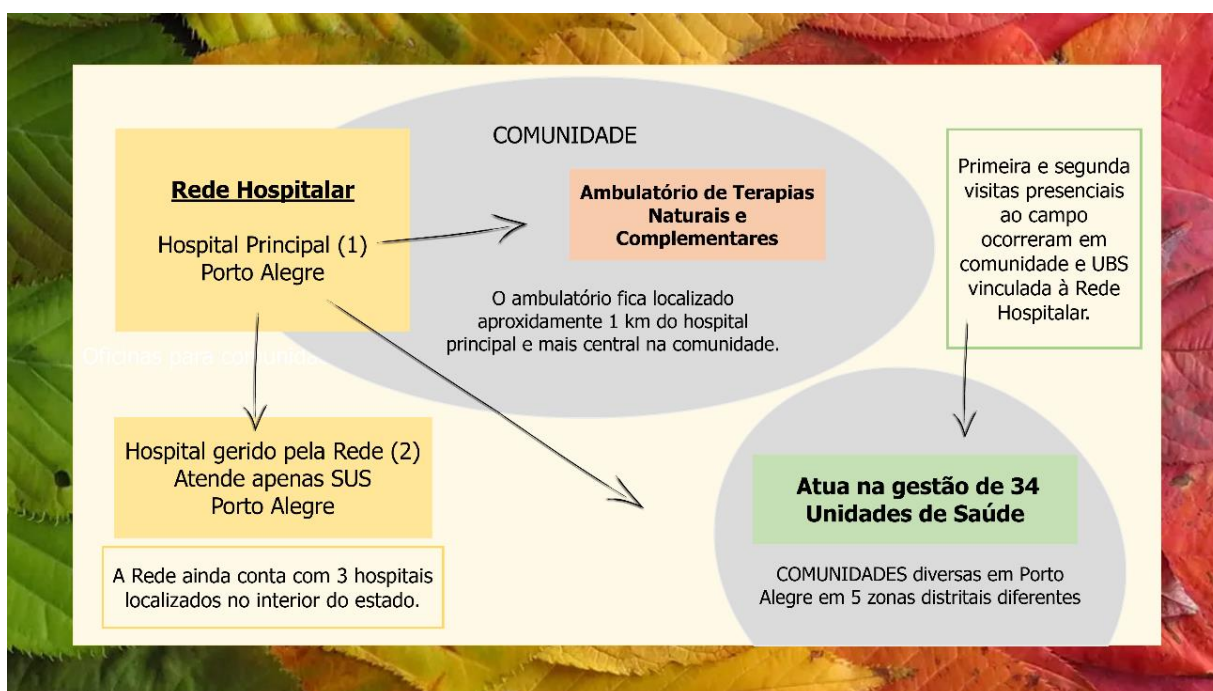 COMUNIDADE
Rede Hospitalar
Hospital Principal (1)
Porto Alegre
Ambulatório de Terapias
Naturais e
Complementares
O ambulatório fica localizado
aproxidamente 1 km do hospital
principal e mais central na comunidade.
Primeira e segunda
visitas presenciais
ao campo
ocorreram em
comunidade e UBS
vinculada à Rede
Hospitalar.
Oficinas para comunid
Hospital gerido pela Rede (2)
Atende apenas SUS
Porto Alegre
A Rede ainda conta com 3 hospitais
localizados no interior do estado.
Atua na gestão de 34
Unidades de Saúde
COMUNIDADES diversas em Porto
Alegre em 5 zonas distritais diferentes